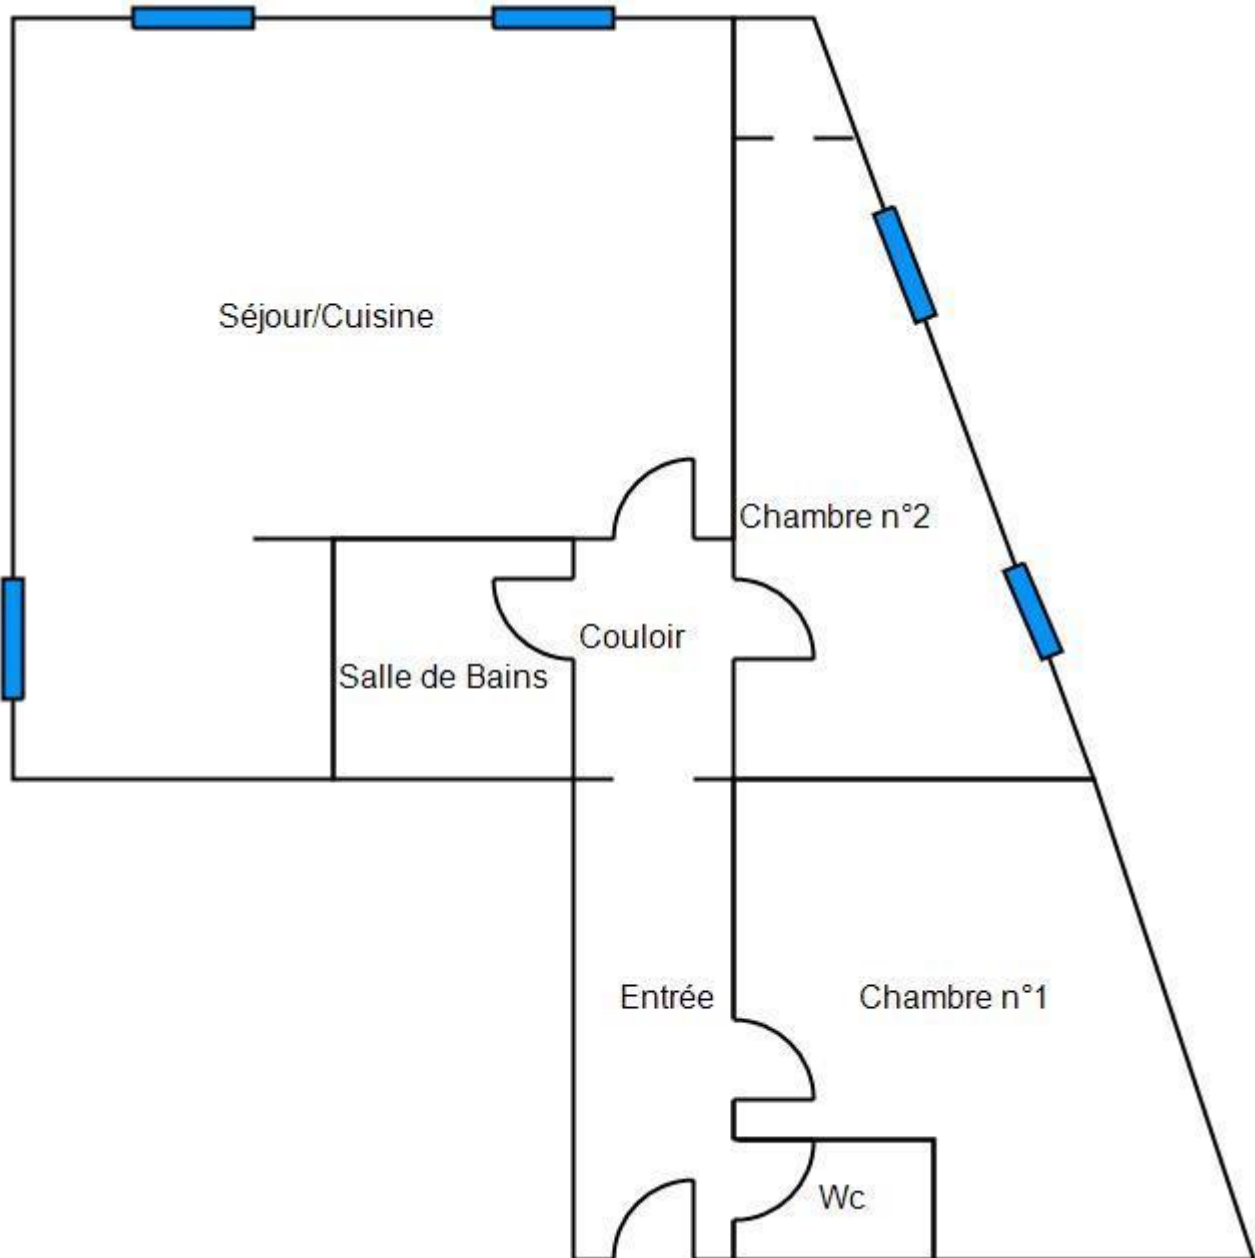 Séjour/Cuisine
Chambre n°2
Couloir
Salle de Bains
Entrée
Chambre n°1
Wc